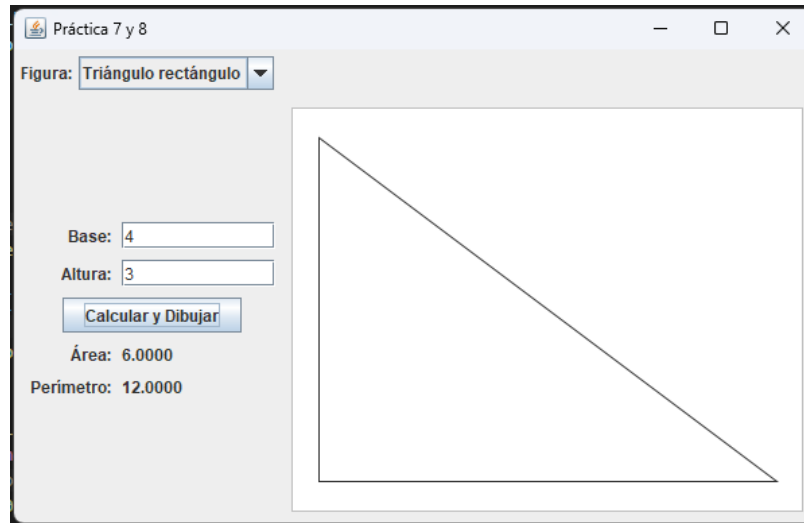 Práctica 7 y 8
Figura: Triángulo rectángulo
Base: 4
Altura: 3
Calcular y Dibujar
Área: 6.0000
Perímetro: 12.0000